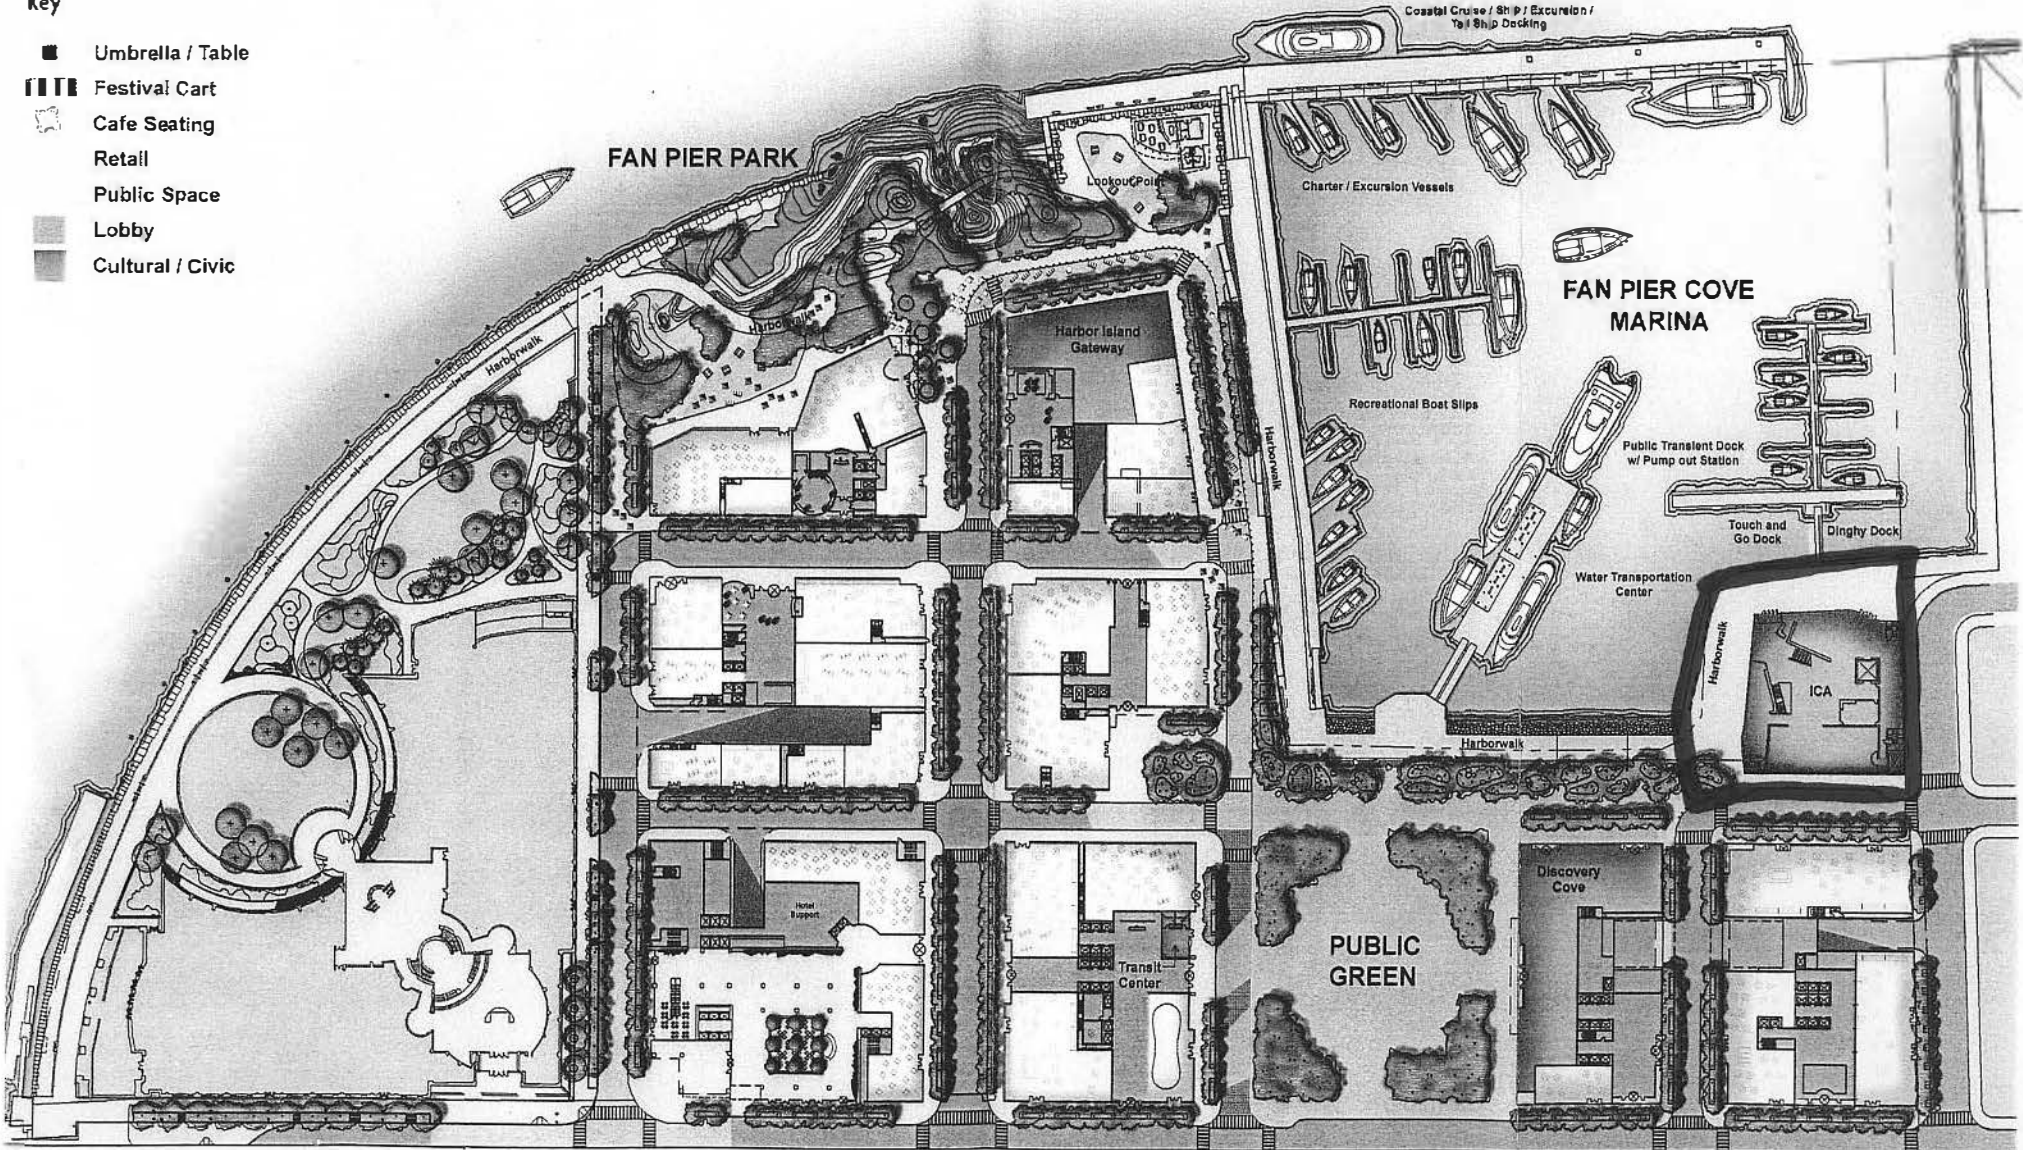 Key
Umbrella / Table
Festival Cart
Cafe Seating
Retail
Public Space
Lobby
Cultural / Civic
Coastal Cruise / Ship / Excursion /
Tall Ship Docking
FAN PIER PARK
Lookout Point
Charter / Excursion Vessels
FAN PIER COVE
MARINA
Harborwalk
Harborwalk
Harbor Island
Gateway
Recreational Boat Slips
Harborwalk
Public Transient Dock
w/ Pump out Station
Touch and
Go Dock
Dinghy Dock
Water Transportation
Center
Harborwalk
ICA
Harborwalk
Discovery
Cove
Hotel
Support
PUBLIC
GREEN
Transit
Center